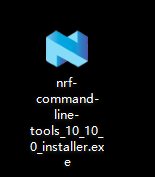 nrf-
command-
line-
tools_10_10_
0_installer.ex
e